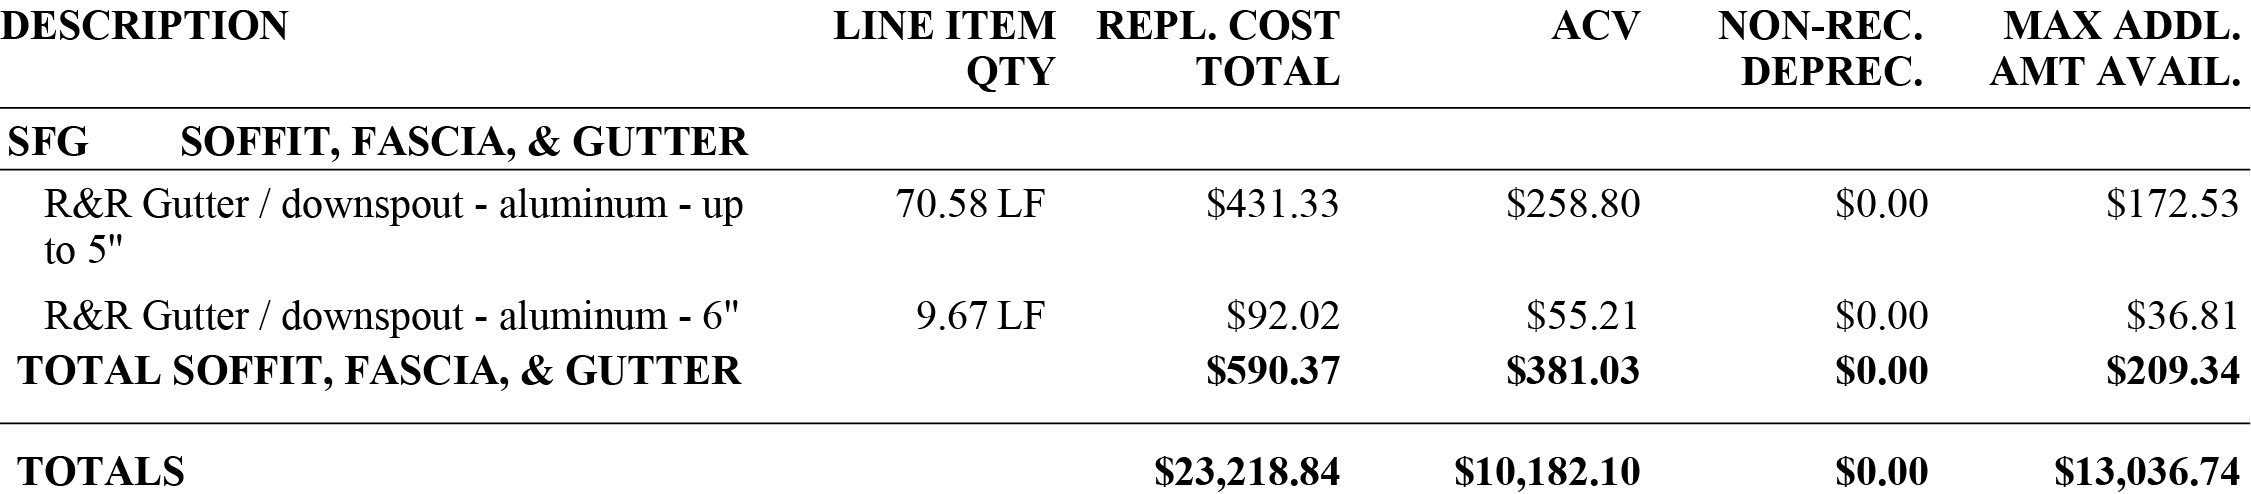 DESCRIPTION LINE ITEM REPL. COST ACV NON-REC. MAX ADDL.
QTY TOTAL DEPREC. AMT AVAIL.
SFG SOFFIT, FASCIA, & GUTTER
R&R Gutter / downspout - aluminum - up 70.58 LF $431.33 $258.80 $0.00 $172.53
to 5"
R&R Gutter / downspout - aluminum - 6" 9.67 LF $92.02 $55.21 $0.00 $36.81
TOTAL SOFFIT, FASCIA, & GUTTER $590.37 $381.03 $0.00 $209.34
TOTALS $23,218.84 $10,182.10 $0.00 $13,036.74